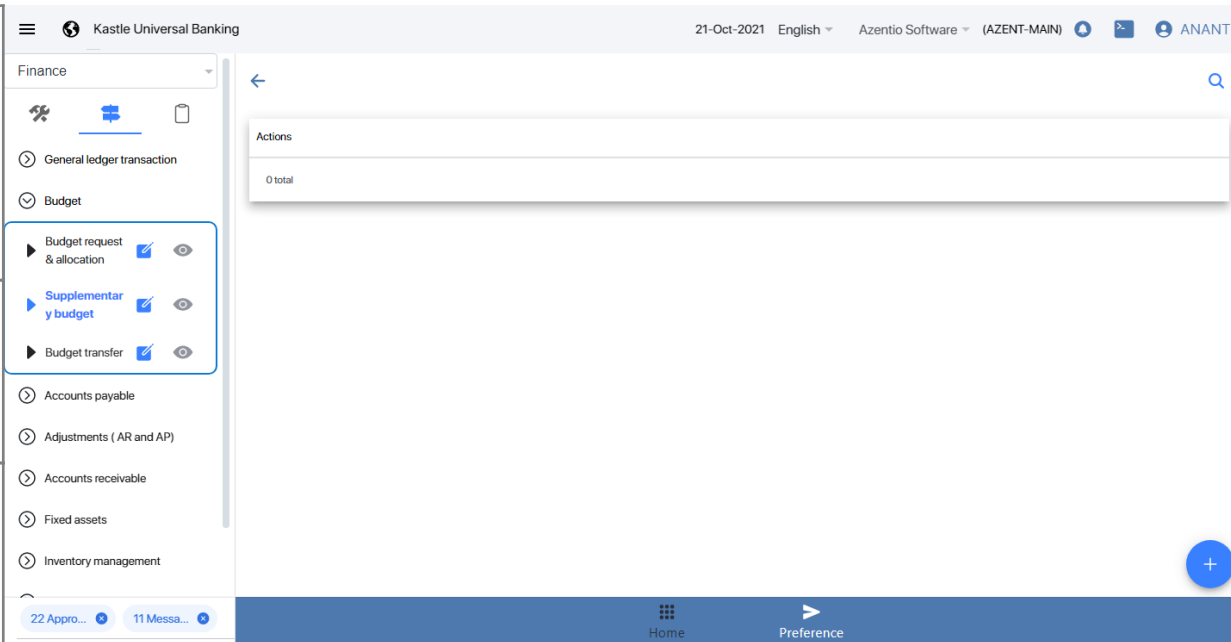 Kastle Universal Banking
21-Oct-2021 English Azentio Software (AZENT-MAIN) ANANT
Finance
General ledger transaction
Budget
Budget request
& allocation
Supplementar
y budget
Budget transfer
Accounts payable
Adjustments ( AR and AP)
Accounts receivable
Fixed assets
Inventory management
22 Appro...
11 Messa...
Actions
0 total
Home
Preference